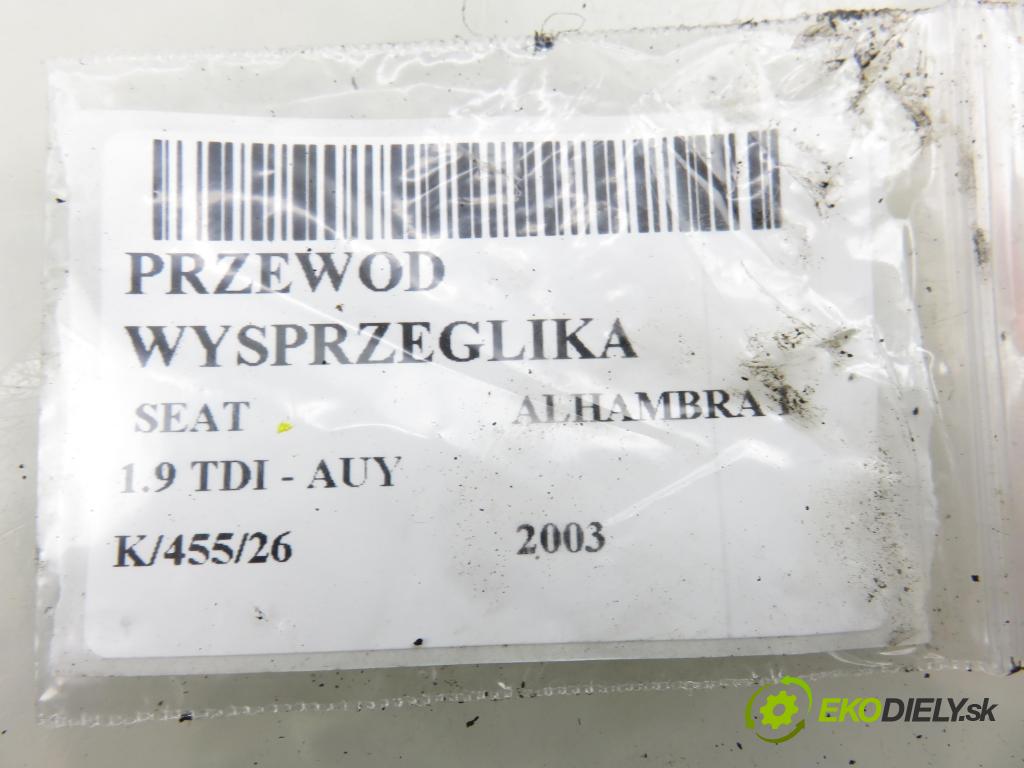 PRZEWOD
WYSPRZEGLIKA
SEAT ALHAMBRA I
1.9 TDI - AUY
K/455/26 2003
EKODIELY.sk